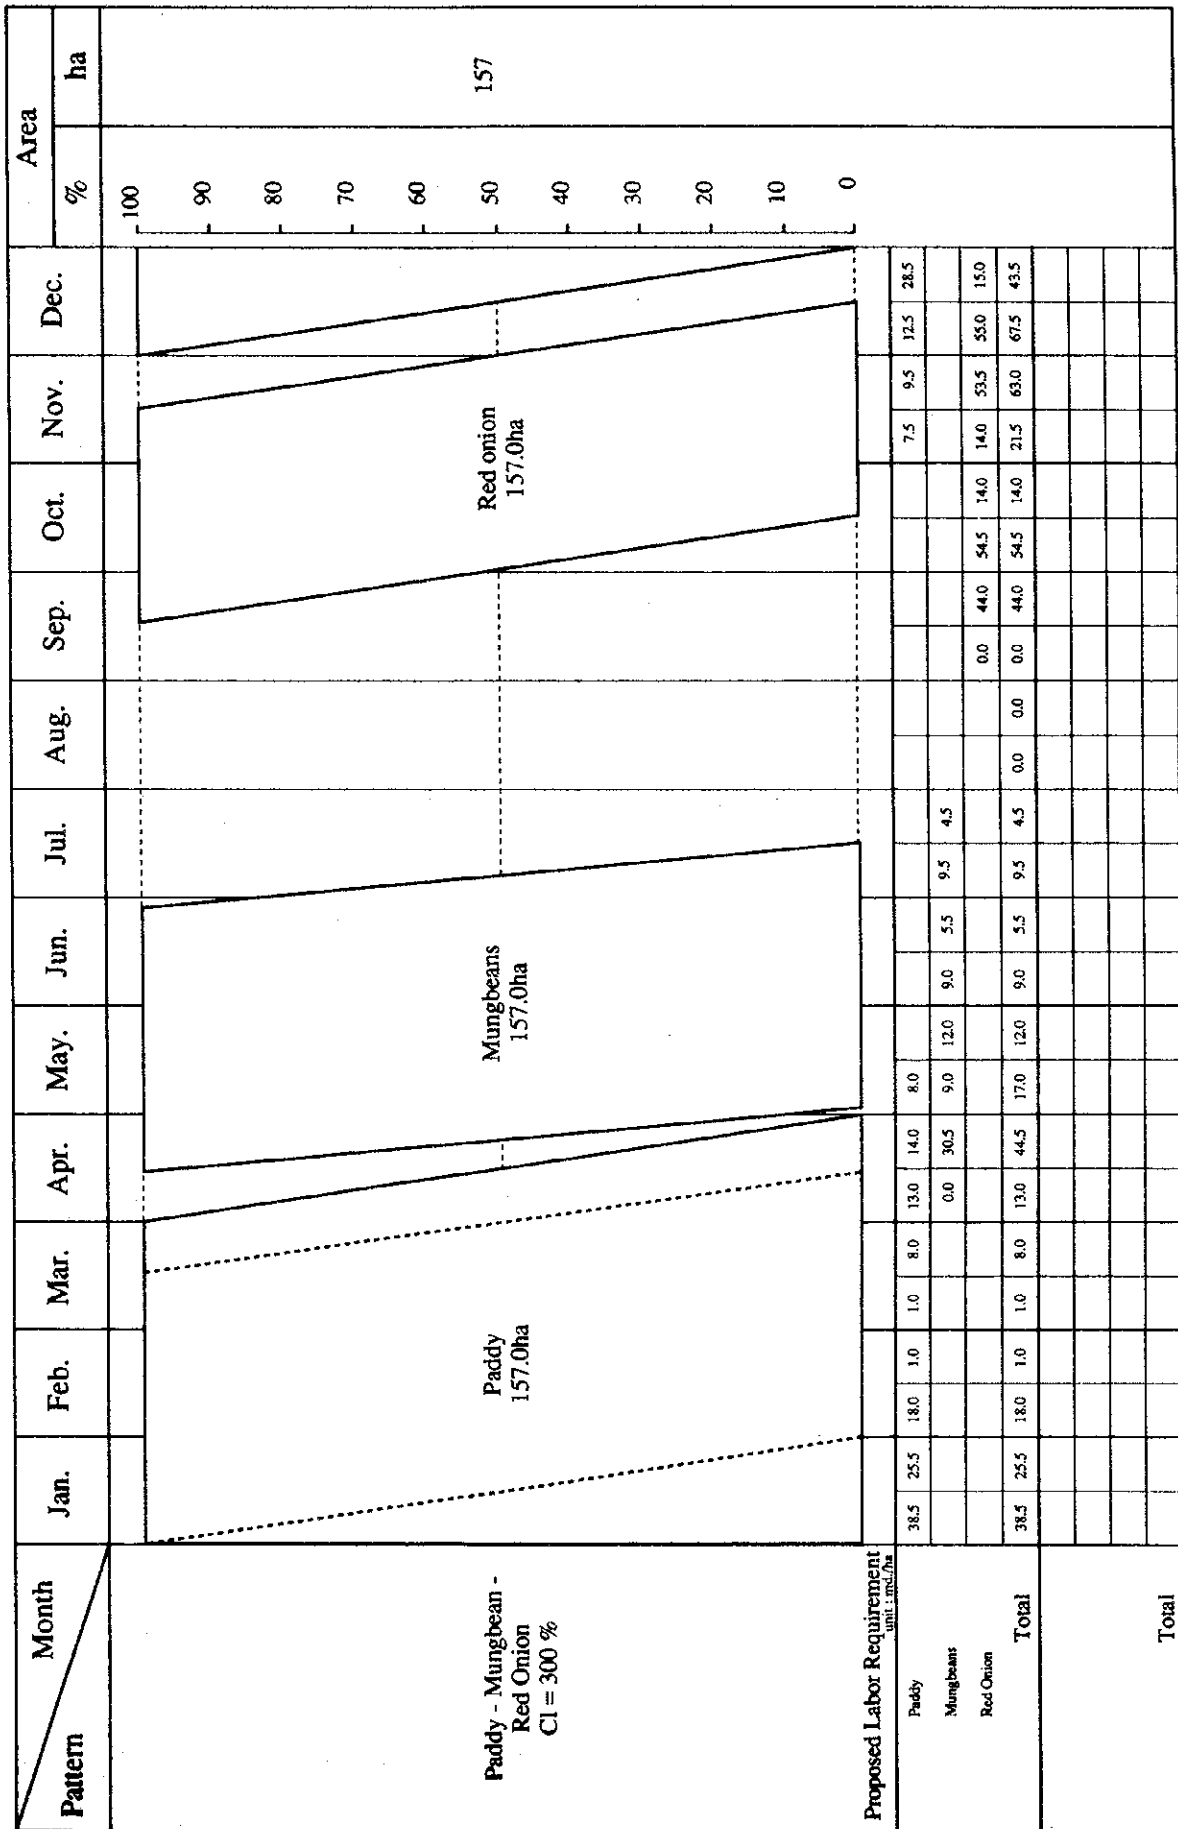 Month
Pattern
Jan. Feb. Mar. Apr. May. Jun. Jul. Aug. Sep. Oct. Nov. Dec.
Area
% ha
Paddy - Mungbean -
Red Onion
CI = 300 %
Paddy
157.0ha
Mungbeans
157.0ha
Red onion
157.0ha
100
90
80
70
60
50
40
30
20
10
0
157
Proposed Labor Requirement
unit : md./ha
Paddy 38.5 25.5 18.0 1.0 1.0 8.0 13.0 14.0 8.0 7.5 9.5 12.5 28.5
Mungbeans 0.0 30.5 9.0 12.0 9.0 5.5 9.5 4.5
Red Onion 0.0 44.0 54.5 14.0 14.0 53.5 55.0 15.0
Total 38.5 25.5 18.0 1.0 1.0 8.0 13.0 44.5 17.0 12.0 9.0 5.5 9.5 4.5 0.0 0.0 0.0 44.0 54.5 14.0 21.5 63.0 67.5 43.5
Total